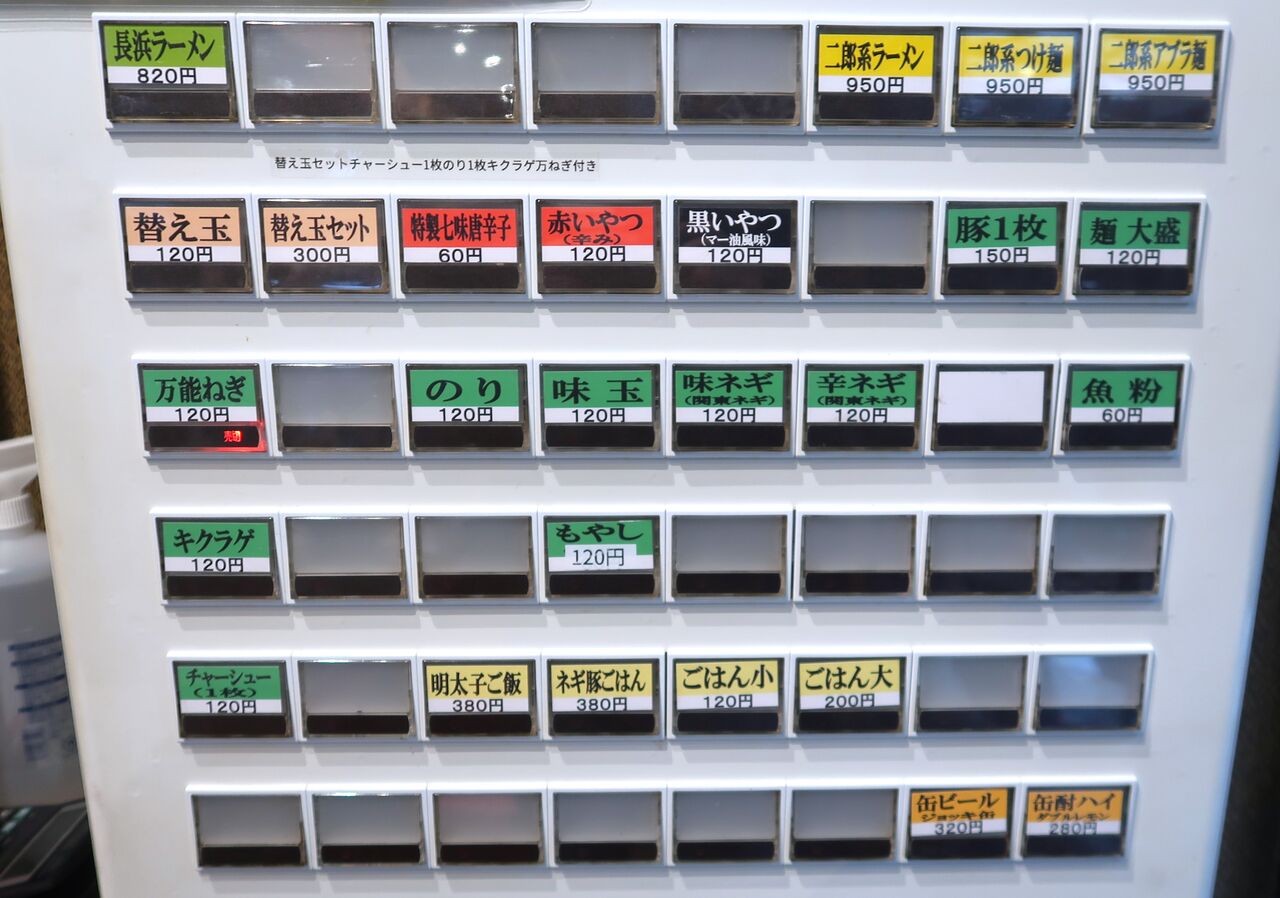 長浜ラーメン
820円
二郎系ラーメン
950円
二郎系つけ麺
950円
二郎系アブラ麺
950円
替え玉セットチャーシュー1枚のり1枚キクラゲ万ねぎ付き
替え玉
120円
替え玉セット
300円
特製七味唐辛子
60円
赤いやつ
(辛み)
120円
黒いやつ
(マー油風味)
120円
豚1枚
150円
麺 大盛
120円
万能ねぎ
120円
売切
のり
120円
味 玉
120円
味ネギ
(関東ネギ)
120円
辛ネギ
(関東ネギ)
120円
魚 粉
60円
キクラゲ
120円
もやし
120円
チャーシュー
(1枚)
120円
明太子ご飯
380円
ネギ豚ごはん
380円
ごはん小
120円
ごはん大
200円
缶ビール
ジョッキ缶
320円
缶酎ハイ
ダブルレモン
280円